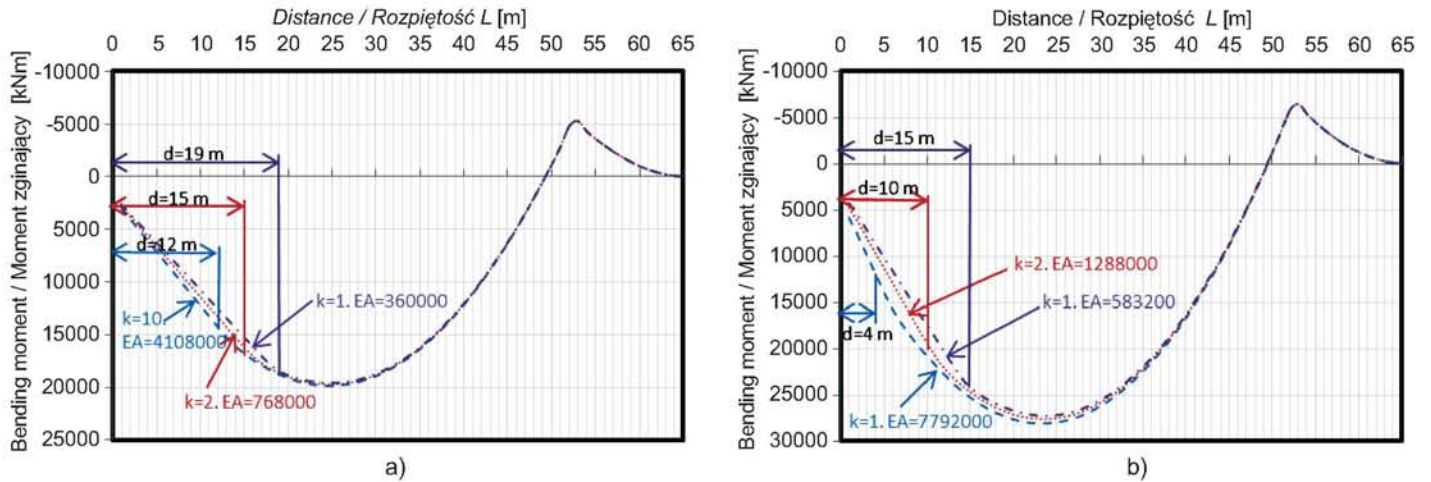 Distance / Rozpiętość L [m]
0 5 10 15 20 25 30 35 40 45 50 55 60 65
Bending moment / Moment zginający [kNm]
-10000
-5000
0
5000
10000
15000
20000
25000
d=19 m
d=15 m
d=12 m
k=1. EA=360000
k=10.
EA=4108000
k=2. EA=768000
a)
Distance / Rozpiętość L [m]
0 5 10 15 20 25 30 35 40 45 50 55 60 65
Bending moment / Moment zginający [kNm]
-10000
-5000
0
5000
10000
15000
20000
25000
30000
d=15 m
d=10 m
k=2. EA=1288000
k=1. EA=583200
d=4 m
k=1. EA=7792000
b)